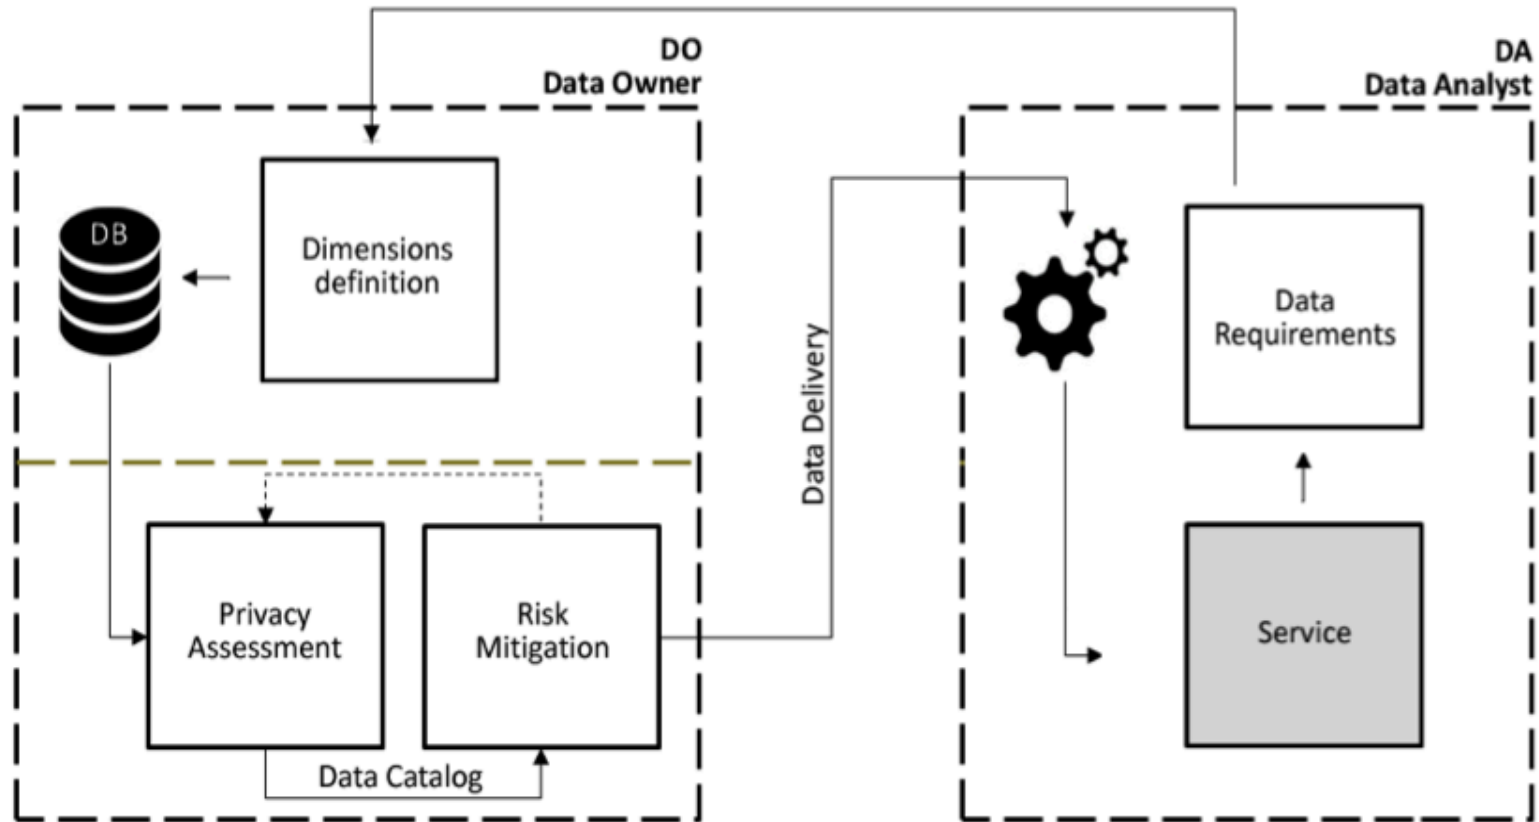 DO
Data Owner
DA
Data Analyst
DB
Dimensions
definition
Data
Requirements
Data Delivery
Privacy
Assessment
Risk
Mitigation
Service
Data Catalog